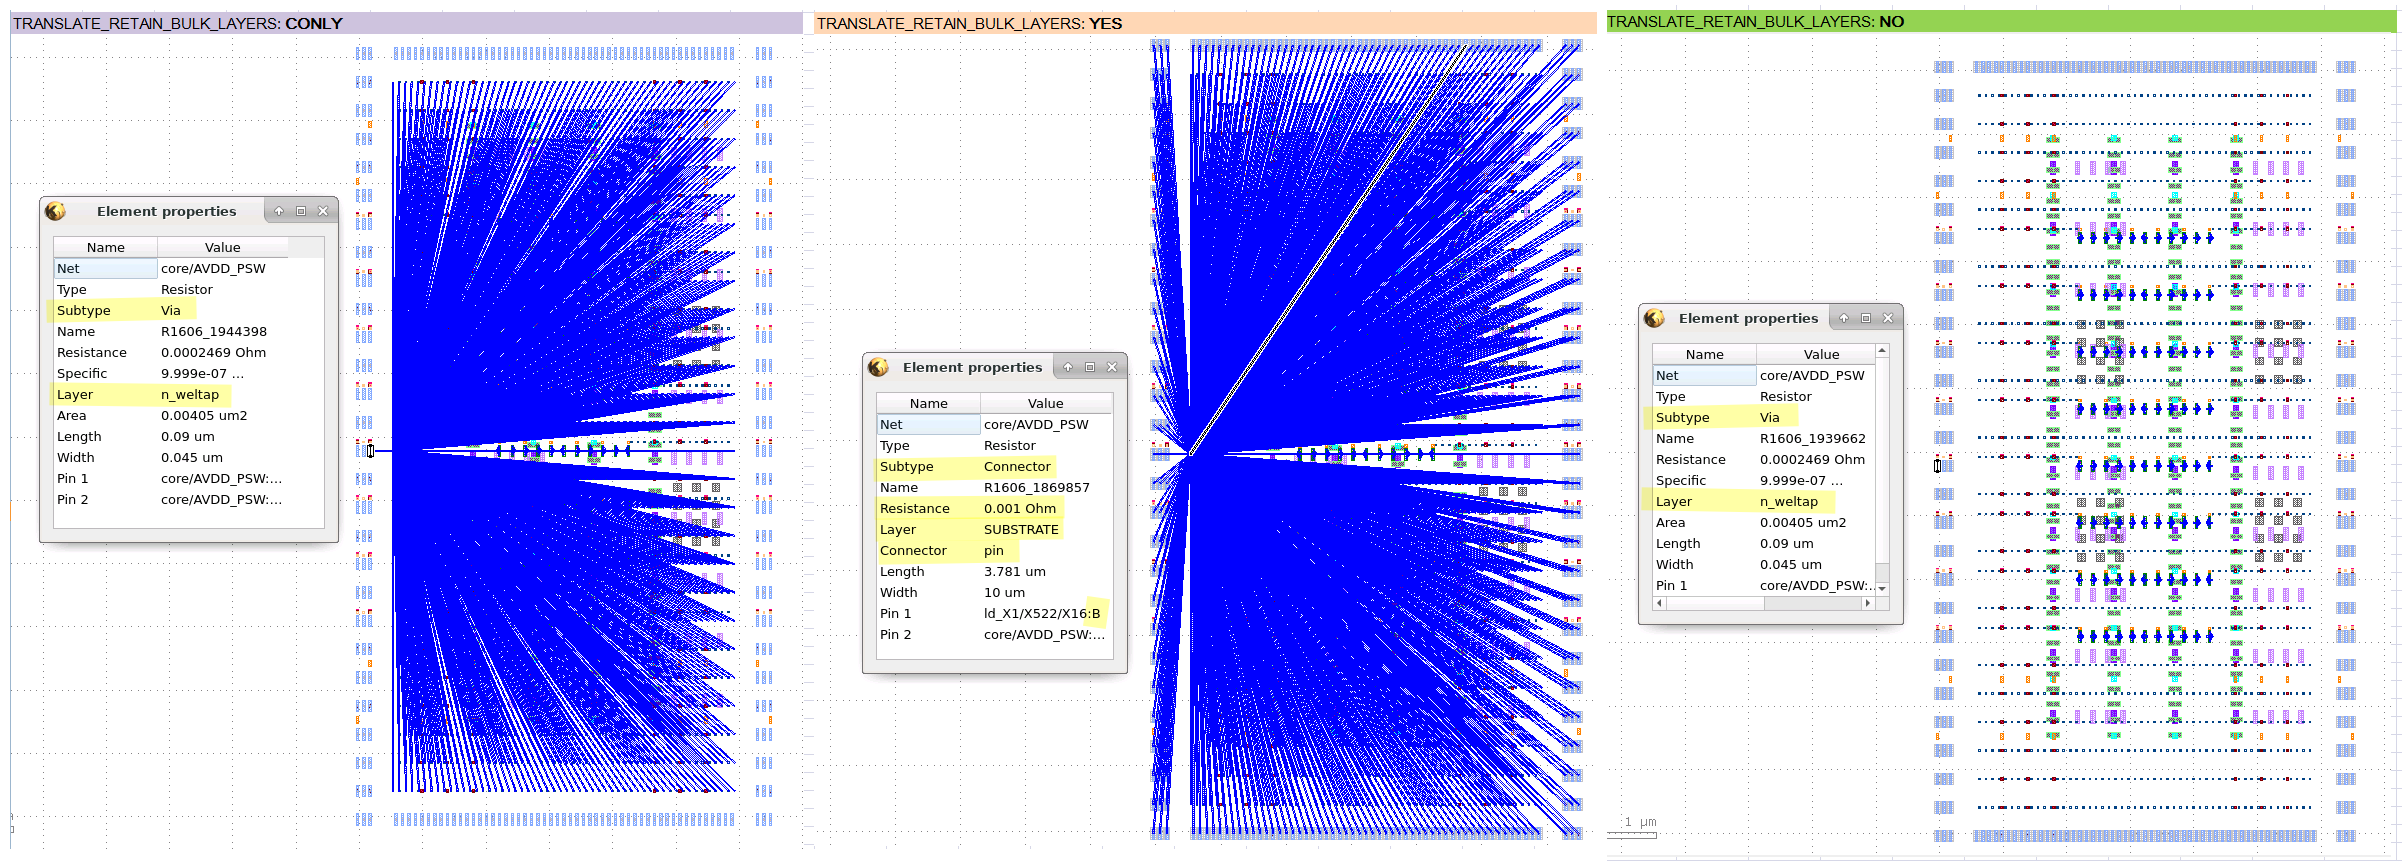 TRANSLATE_RETAIN_BULK_LAYERS: CONLY
Element properties
Name Value
Net core/AVDD_PSW
Type Resistor
Subtype Via
Name R1606_1944398
Resistance 0.0002469 Ohm
Specific 9.999e-07 ...
Layer n_weltap
Area 0.00405 um2
Length 0.09 um
Width 0.045 um
Pin 1 core/AVDD_PSW:...
Pin 2 core/AVDD_PSW:...
TRANSLATE_RETAIN_BULK_LAYERS: YES
Element properties
Name Value
Net core/AVDD_PSW
Type Resistor
Subtype Connector
Name R1606_1869857
Resistance 0.001 Ohm
Layer SUBSTRATE
Connector pin
Length 3.781 um
Width 10 um
Pin 1 ld_X1/X522/X16:B
Pin 2 core/AVDD_PSW:...
TRANSLATE_RETAIN_BULK_LAYERS: NO
Element properties
Name Value
Net core/AVDD_PSW
Type Resistor
Subtype Via
Name R1606_1939662
Resistance 0.0002469 Ohm
Specific 9.999e-07 ...
Layer n_weltap
Area 0.00405 um2
Length 0.09 um
Width 0.045 um
Pin 1 core/AVDD_PSW:...
1 µm